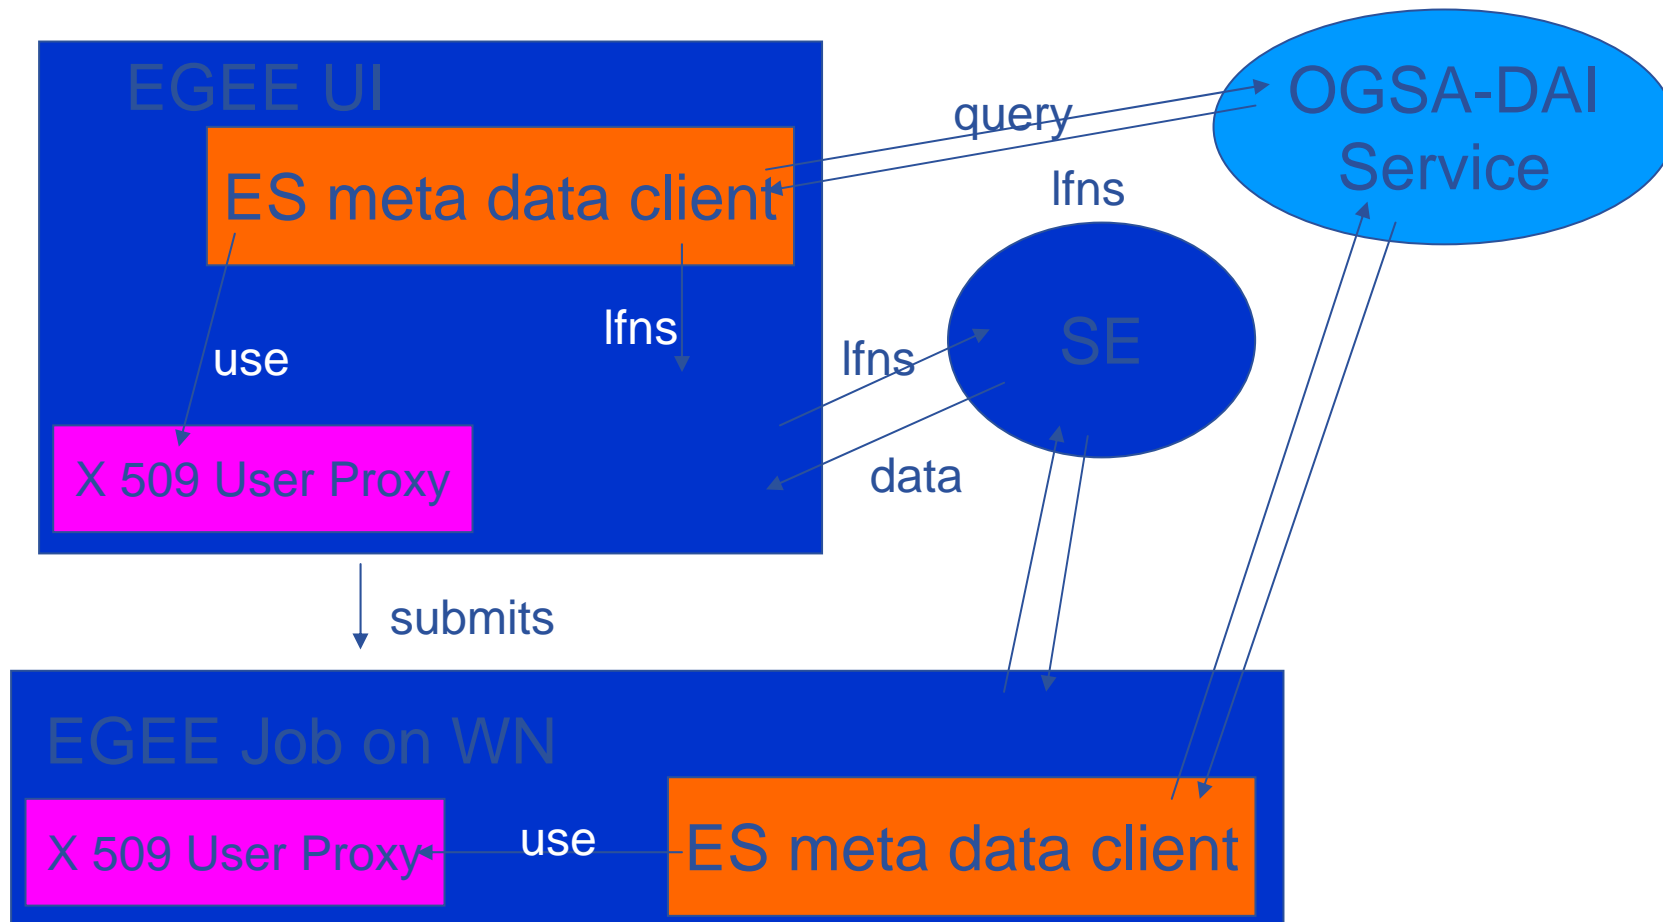 EGEE UI
ES meta data client
use
lfns
X 509 User Proxy
query
lfns
OGSA-DAI
Service
SE
lfns
data
submits
EGEE Job on WN
X 509 User Proxy
use
ES meta data client